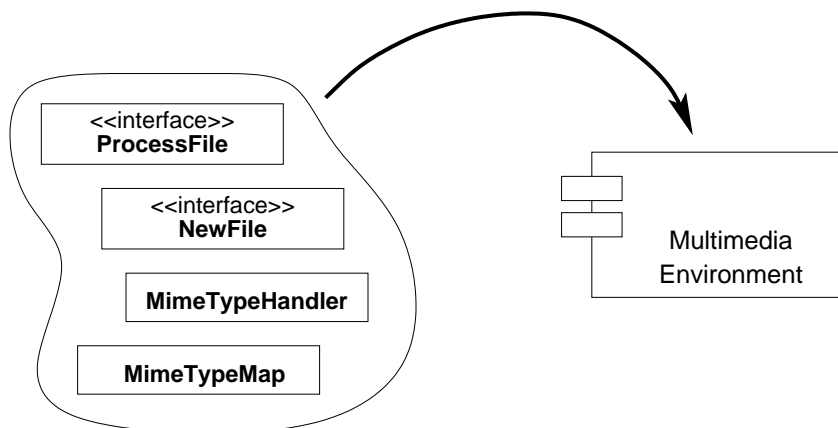 <<interface>>
ProcessFile
<<interface>>
NewFile
MimeTypeHandler
MimeTypeMap
Multimedia
Environment